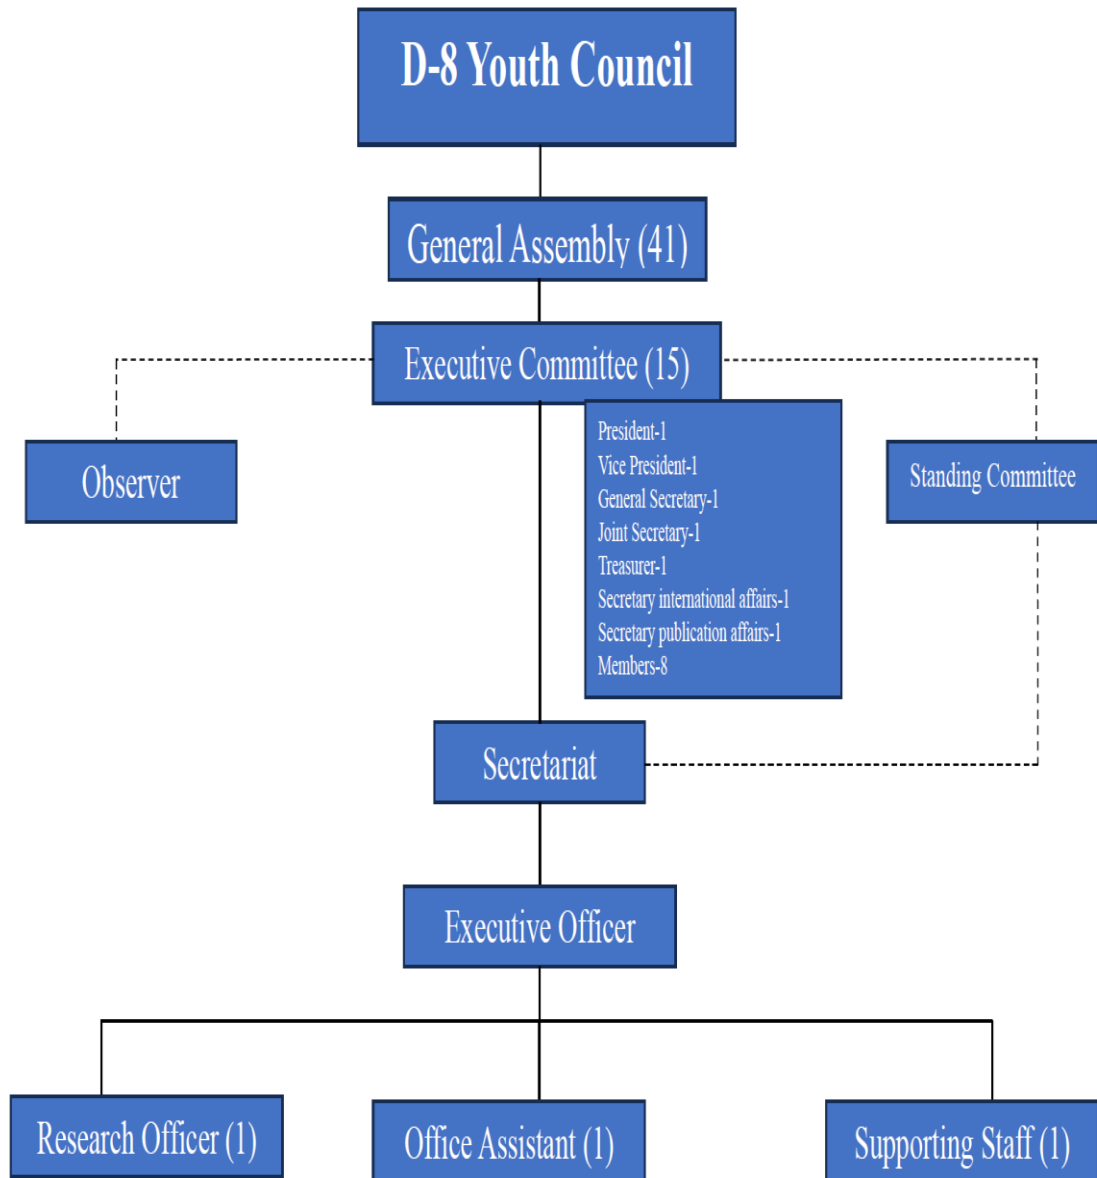 D-8 Youth Council
General Assembly (41)
Executive Committee (15)
President-1
Vice President-1
General Secretary-1
Joint Secretary-1
Treasurer-1
Secretary international affairs-1
Secretary publication affairs-1
Members-8
Observer
Standing Committee
Secretariat
Executive Officer
Research Officer (1)
Office Assistant (1)
Supporting Staff (1)